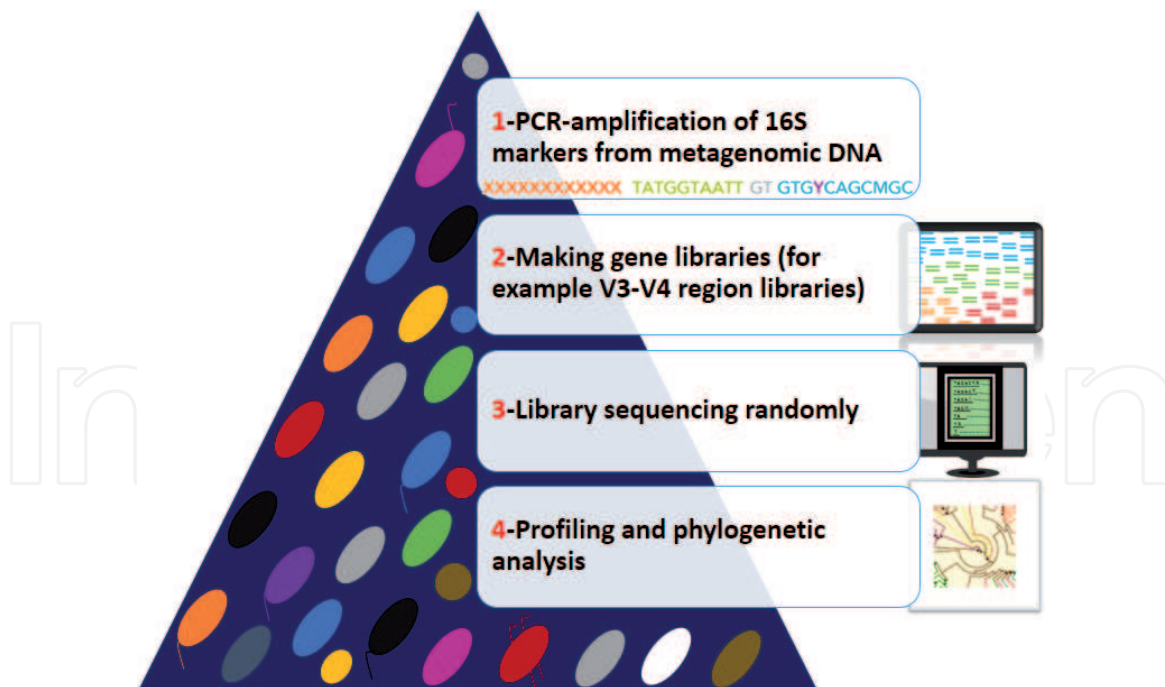 1-PCR-amplification of 16S
markers from metagenomic DNA
XXXXXXXXXXXX TATGGTAATT GT GTGYCAGCMGC
2-Making gene libraries (for
example V3-V4 region libraries)
3-Library sequencing randomly
4-Profiling and phylogenetic
analysis